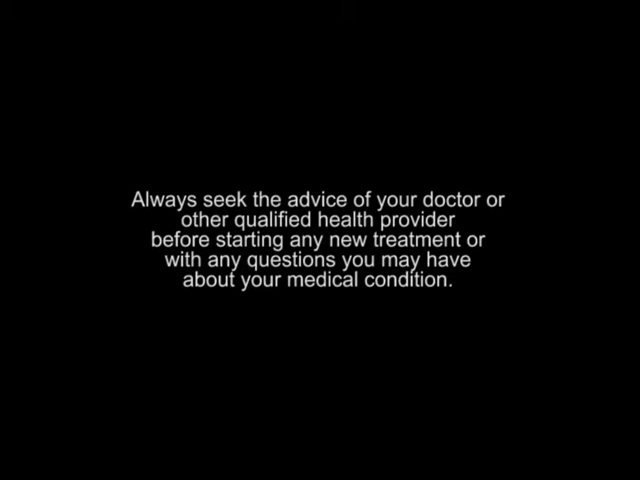 Always seek the advice of your doctor or
other qualified health provider
before starting any new treatment or
with any questions you may have
about your medical condition.